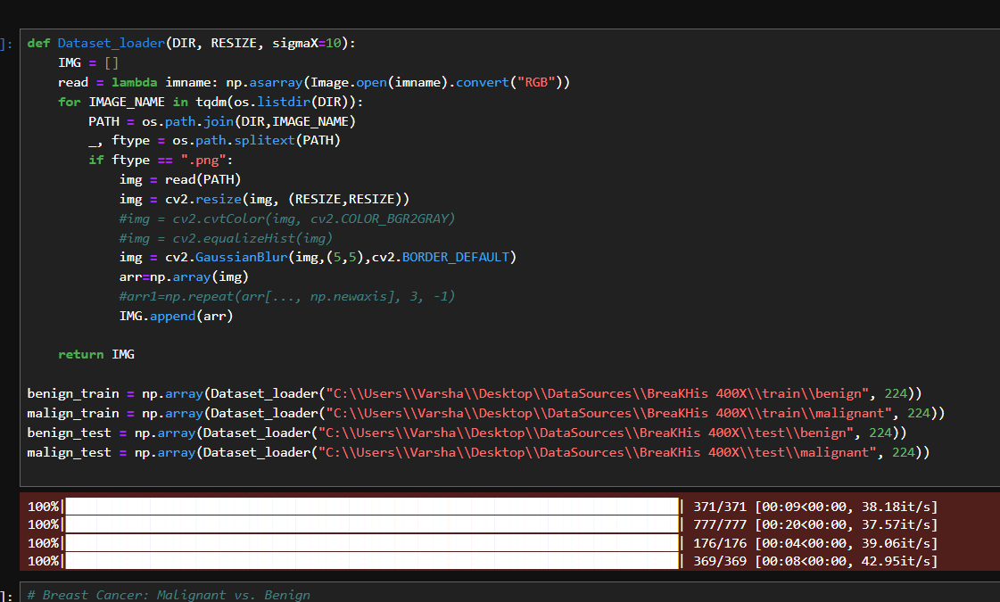 ]: def Dataset_loader(DIR, RESIZE, sigmaX=10):
    IMG = []
    read = lambda imname: np.asarray(Image.open(imname).convert("RGB"))
    for IMAGE_NAME in tqdm(os.listdir(DIR)):
        PATH = os.path.join(DIR,IMAGE_NAME)
        _, ftype = os.path.splitext(PATH)
        if ftype == ".png":
            img = read(PATH)
            img = cv2.resize(img, (RESIZE,RESIZE))
            #img = cv2.cvtColor(img, cv2.COLOR_BGR2GRAY)
            #img = cv2.equalizeHist(img)
            img = cv2.GaussianBlur(img,(5,5),cv2.BORDER_DEFAULT)
            arr=np.array(img)
            #arr1=np.repeat(arr[..., np.newaxis], 3, -1)
            IMG.append(arr)
    return IMG
benign_train = np.array(Dataset_loader("C:\\Users\\Varsha\\Desktop\\DataSources\\BreaKHis 400X\\train\\benign", 224))
malign_train = np.array(Dataset_loader("C:\\Users\\Varsha\\Desktop\\DataSources\\BreaKHis 400X\\train\\malignant", 224))
benign_test = np.array(Dataset_loader("C:\\Users\\Varsha\\Desktop\\DataSources\\BreaKHis 400X\\test\\benign", 224))
malign_test = np.array(Dataset_loader("C:\\Users\\Varsha\\Desktop\\DataSources\\BreaKHis 400X\\test\\malignant", 224))
100%| | 371/371 [00:09<00:00, 38.18it/s]
100%| | 777/777 [00:20<00:00, 37.57it/s]
100%| | 176/176 [00:04<00:00, 39.06it/s]
100%| | 369/369 [00:08<00:00, 42.95it/s]
]: # Breast Cancer: Malignant vs. Benign